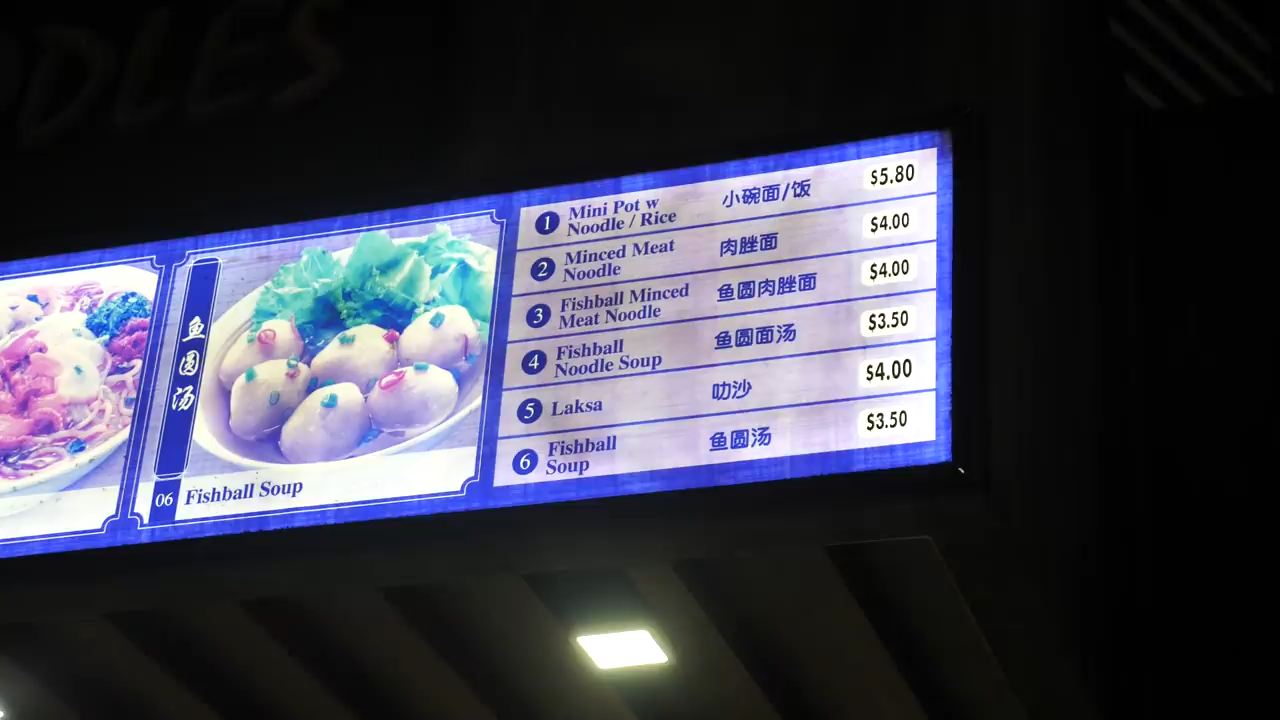 DLES
鱼圆汤
06 Fishball Soup
1 Mini Pot w
Noodle / Rice 小碗面/饭 $5.80
2 Minced Meat
Noodle 肉脞面 $4.00
3 Fishball Minced
Meat Noodle 鱼圆肉脞面 $4.00
4 Fishball
Noodle Soup 鱼圆面汤 $3.50
5 Laksa 叻沙 $4.00
6 Fishball
Soup 鱼圆汤 $3.50